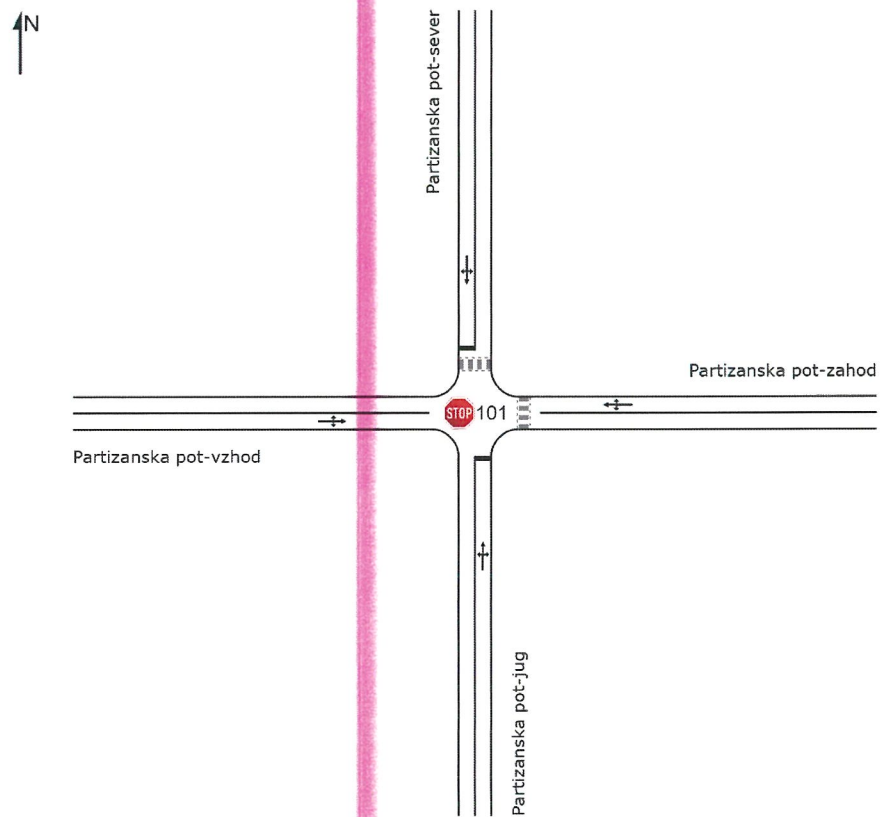 N
Partizanska pot-sever
Partizanska pot-zahod
STOP 101
Partizanska pot-vzhod
Partizanska pot-jug